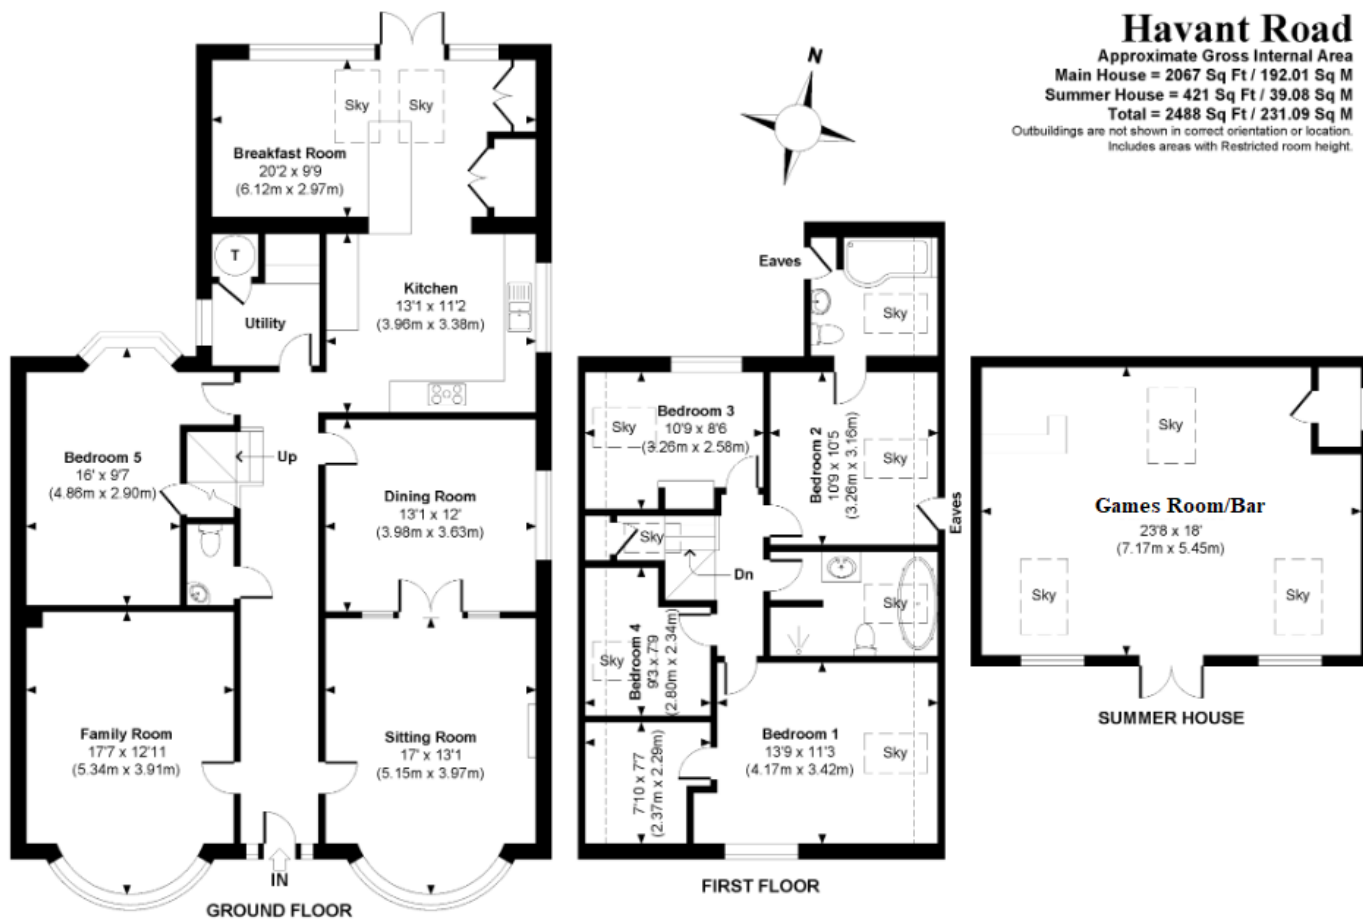 Havant Road
Approximate Gross Internal Area
Main House = 2067 Sq Ft / 192.01 Sq M
Summer House = 421 Sq Ft / 39.08 Sq M
Total = 2488 Sq Ft / 231.09 Sq M
Outbuildings are not shown in correct orientation or location.
Includes areas with Restricted room height.
N
Sky
Sky
Breakfast Room
20'2 x 9'9
(6.12m x 2.97m)
T
Utility
Kitchen
13'1 x 11'2
(3.96m x 3.38m)
Bedroom 5
16' x 9'7
(4.86m x 2.90m)
Up
Dining Room
13'1 x 12'
(3.98m x 3.63m)
Family Room
17'7 x 12'11
(5.34m x 3.91m)
Sitting Room
17' x 13'1
(5.15m x 3.97m)
IN
GROUND FLOOR
Eaves
Sky
Bedroom 3
10'9 x 8'6
(3.26m x 2.58m)
Sky
Bedroom 2
10'9 x 10'5
(3.26m x 3.16m)
Sky
Eaves
Sky
Dn
Sky
Bedroom 4
9'3 x 7'9
(2.80m x 2.34m)
Sky
7'10 x 7'7
(2.37m x 2.29m)
Bedroom 1
13'9 x 11'3
(4.17m x 3.42m)
Sky
FIRST FLOOR
Sky
Games Room/Bar
23'8 x 18'
(7.17m x 5.45m)
Sky
Sky
SUMMER HOUSE